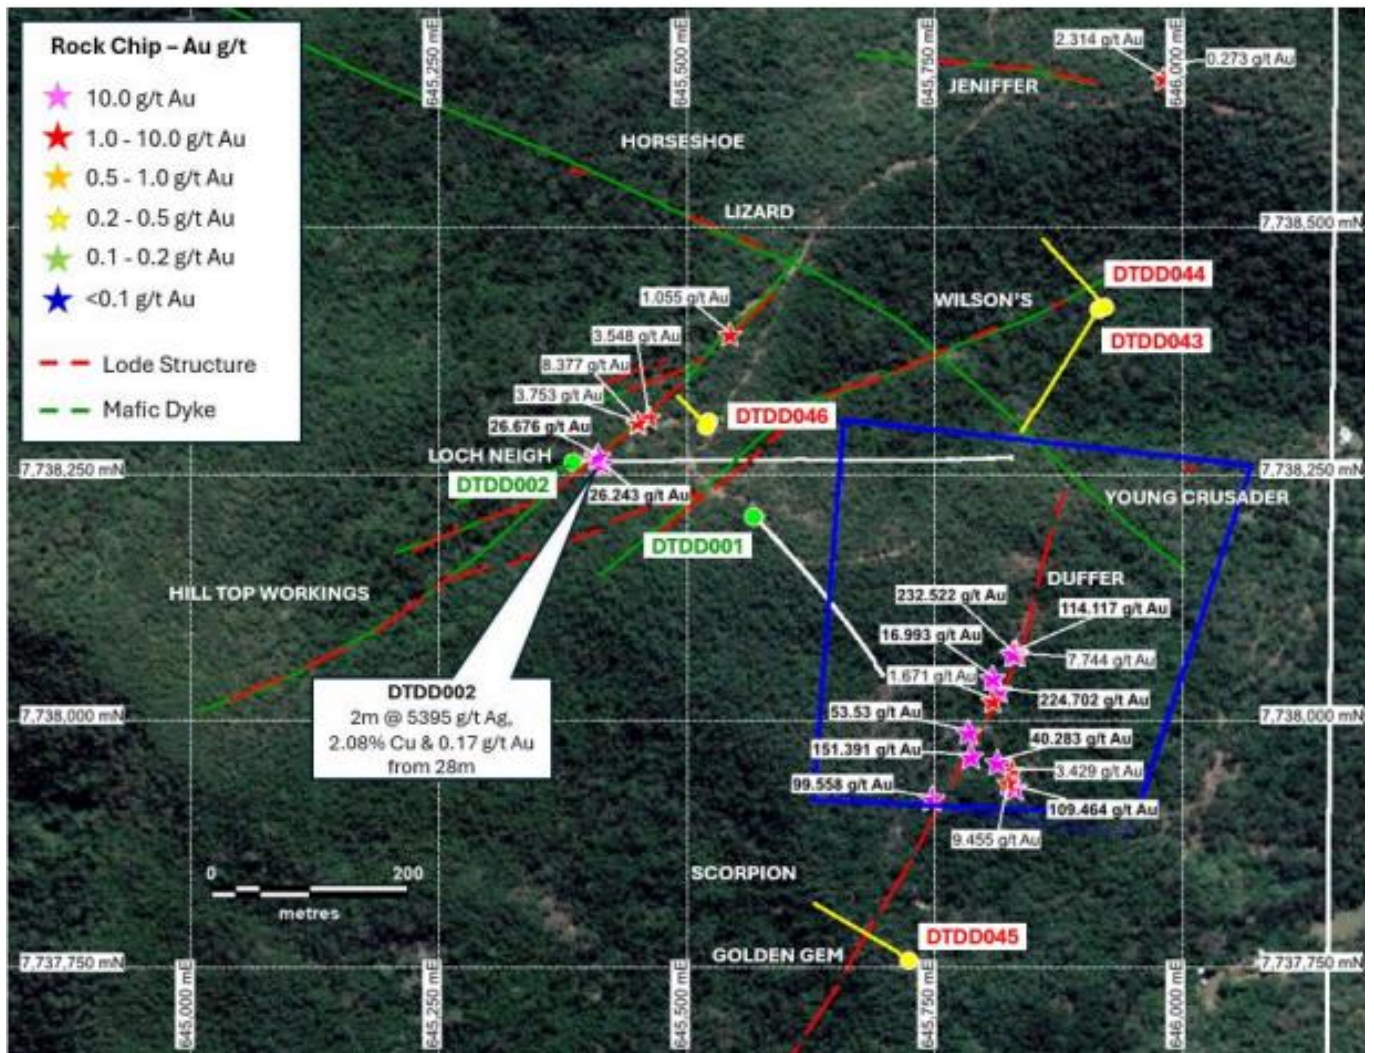 Rock Chip – Au g/t
10.0 g/t Au
1.0 - 10.0 g/t Au
0.5 - 1.0 g/t Au
0.2 - 0.5 g/t Au
0.1 - 0.2 g/t Au
<0.1 g/t Au
Lode Structure
Mafic Dyke
645,250 mE
645,500 mE
645,750 mE
646,000 mE
2.314 g/t Au
0.273 g/t Au
JENIFFER
HORSESHOE
LIZARD
7,738,500 mN
DTDD044
WILSON'S
1.055 g/t Au
DTDD043
3.548 g/t Au
8.377 g/t Au
3.753 g/t Au
DTDD046
26.676 g/t Au
LOCH NEIGH
7,738,250 mN
7,738,250 mN
DTDD002
26.243 g/t Au
YOUNG CRUSADER
DTDD001
DUFFER
HILL TOP WORKINGS
232.522 g/t Au
114.117 g/t Au
16.993 g/t Au
7.744 g/t Au
1.671 g/t Au
224.702 g/t Au
DTDD002
2m @ 5395 g/t Ag,
2.08% Cu & 0.17 g/t Au
from 28m
7,738,000 mN
53.53 g/t Au
7,738,000 mN
40.283 g/t Au
151.391 g/t Au
3.429 g/t Au
99.558 g/t Au
109.464 g/t Au
9.455 g/t Au
0 200
metres
SCORPION
DTDD045
GOLDEN GEM
7,737,750 mN
7,737,750 mN
645,000 mE
645,250 mE
645,500 mE
645,750 mE
646,000 mE